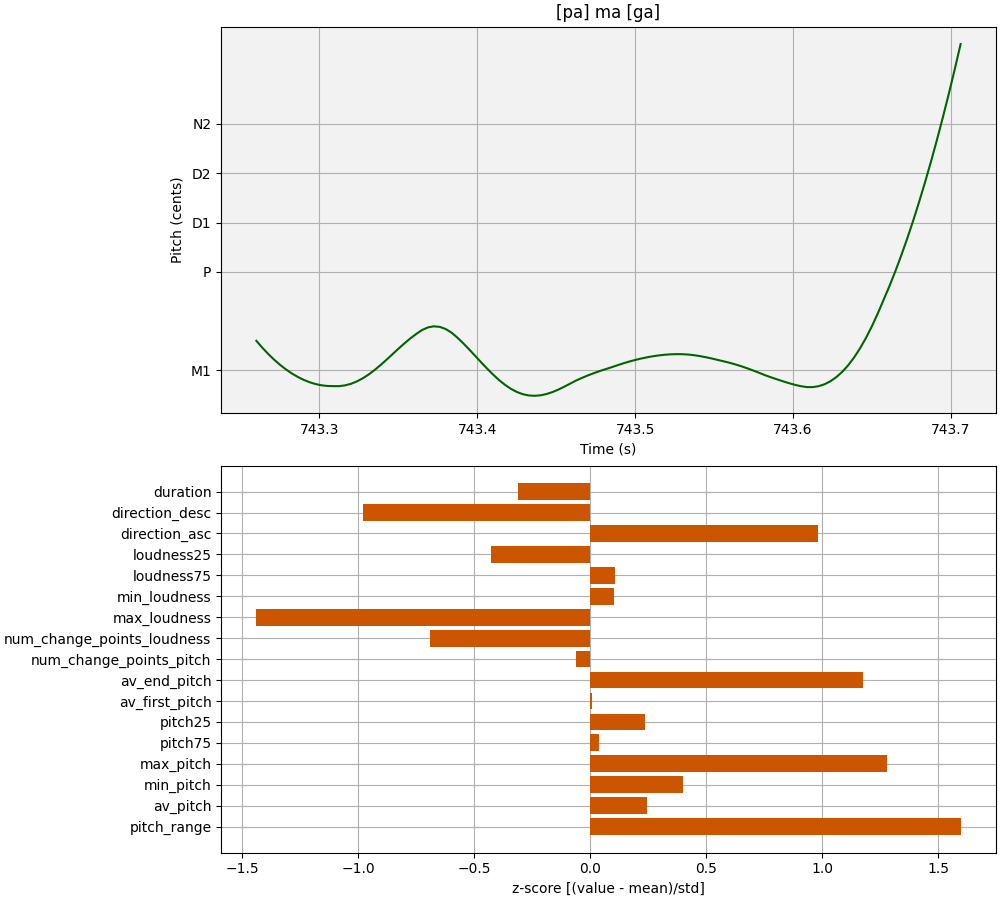 [pa] ma [ga]
Pitch (cents)
N2
D2
D1
P
M1
743.3 743.4 743.5 743.6 743.7
Time (s)
duration
direction_desc
direction_asc
loudness25
loudness75
min_loudness
max_loudness
num_change_points_loudness
num_change_points_pitch
av_end_pitch
av_first_pitch
pitch25
pitch75
max_pitch
min_pitch
av_pitch
pitch_range
−1.5 −1.0 −0.5 0.0 0.5 1.0 1.5
z-score [(value - mean)/std]